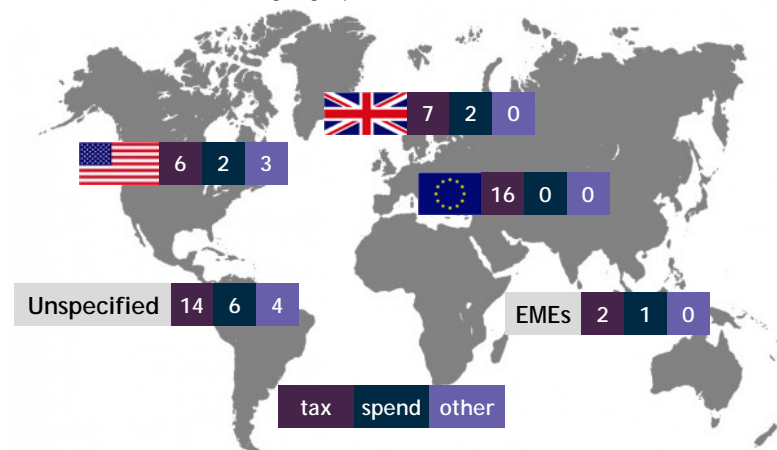 7 2 0
6 2 3
16 0 0
Unspecified 14 6 4
EMEs 2 1 0
tax spend other